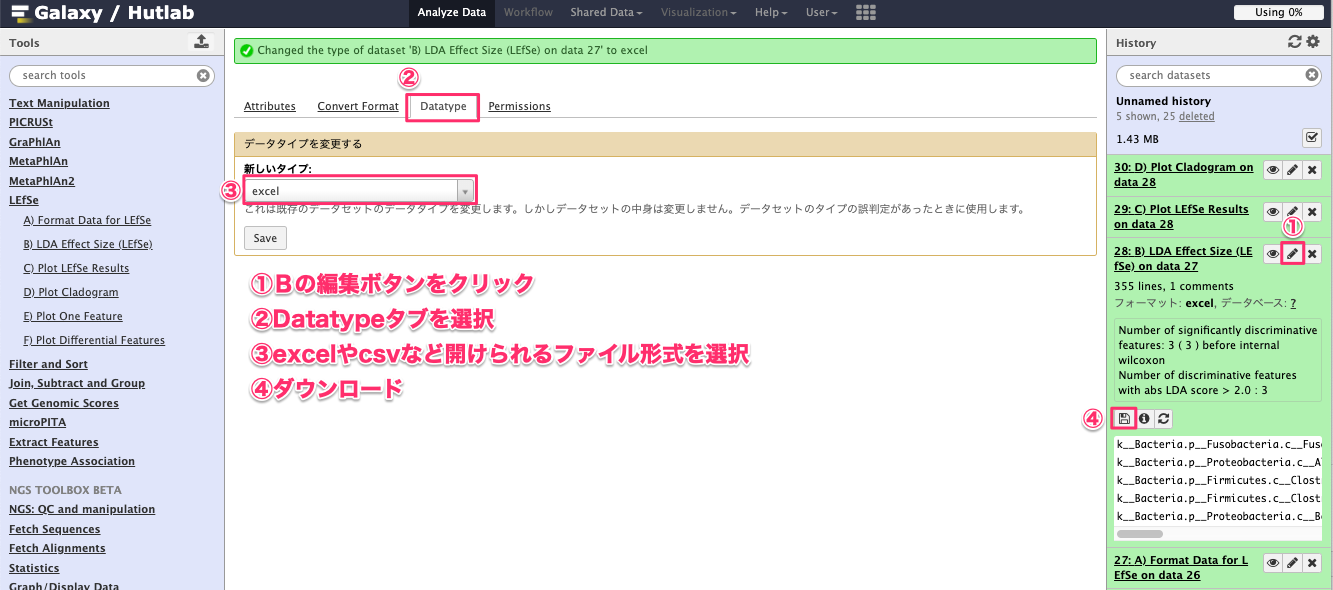 Galaxy / Hutlab
Analyze Data
Workflow
Shared Data
Visualization
Help
User
Using 0%
Tools
search tools
Text Manipulation
PICRUSt
GraPhlAn
MetaPhlAn
MetaPhlAn2
LEfSe
A) Format Data for LEfSe
B) LDA Effect Size (LEfSe)
C) Plot LEfSe Results
D) Plot Cladogram
E) Plot One Feature
F) Plot Differential Features
Filter and Sort
Join, Subtract and Group
Get Genomic Scores
microPITA
Extract Features
Phenotype Association
NGS TOOLBOX BETA
NGS: QC and manipulation
Fetch Sequences
Fetch Alignments
Statistics
Graph/Display Data
Changed the type of dataset 'B) LDA Effect Size (LEfSe) on data 27' to excel
②
Attributes
Convert Format
Datatype
Permissions
データタイプを変更する
新しいタイプ:
③
excel
これは既存のデータセットのデータタイプを変更します。しかしデータセットの中身は変更しません。データセットのタイプの誤判定があったときに使用します。
Save
①Ｂの編集ボタンをクリック
②Datatypeタブを選択
③excelやcsvなど開けられるファイル形式を選択
④ダウンロード
History
search datasets
Unnamed history
5 shown, 25 deleted
1.43 MB
30: D) Plot Cladogram on
data 28
29: C) Plot LEfSe Results
on data 28
①
28: B) LDA Effect Size (LE
fSe) on data 27
355 lines, 1 comments
フォーマット: excel, データベース: ?
Number of significantly discriminative
features: 3 ( 3 ) before internal
wilcoxon
Number of discriminative features
with abs LDA score > 2.0 : 3
④
k__Bacteria.p__Fusobacteria.c__Fuso
k__Bacteria.p__Proteobacteria.c__A
k__Bacteria.p__Firmicutes.c__Clost
k__Bacteria.p__Firmicutes.c__Clost
k__Bacteria.p__Proteobacteria.c__Be
27: A) Format Data for L
EfSe on data 26